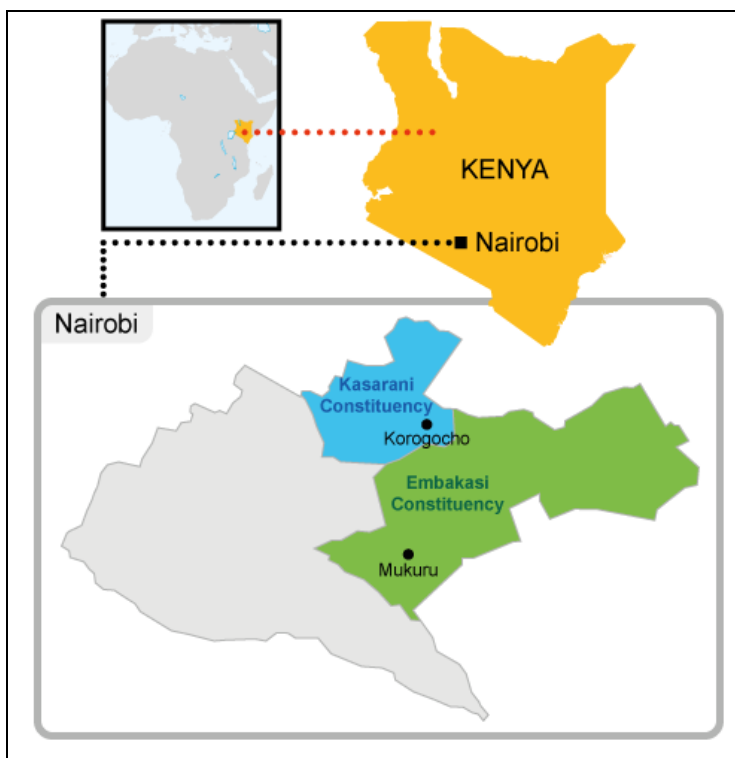 KENYA
Nairobi
Nairobi
Kasarani
Constituency
Korogocho
Embakasi
Constituency
Mukuru